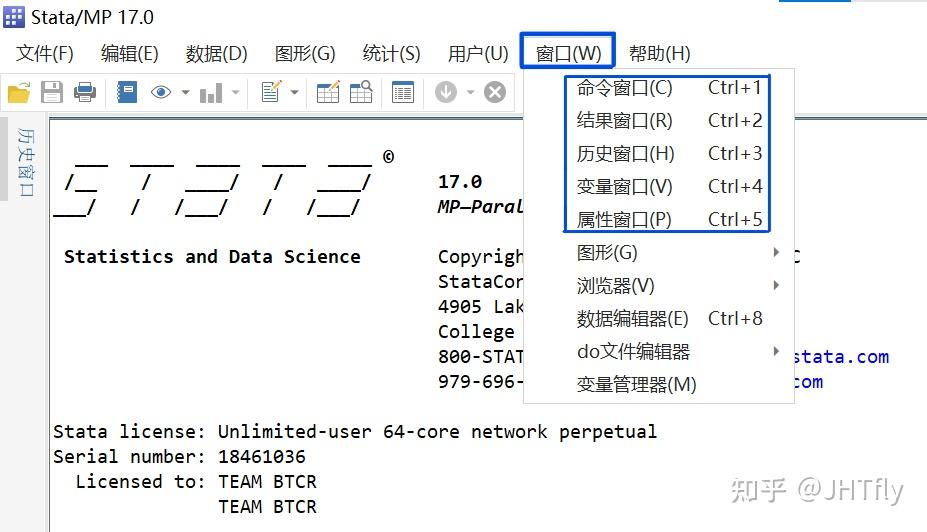 Stata/MP 17.0
文件(F) 编辑(E) 数据(D) 图形(G) 统计(S) 用户(U) 窗口(W) 帮助(H)
命令窗口(C) Ctrl+1
结果窗口(R) Ctrl+2
历史窗口(H) Ctrl+3
变量窗口(V) Ctrl+4
属性窗口(P) Ctrl+5
图形(G)
浏览器(V)
数据编辑器(E) Ctrl+8
do文件编辑器
变量管理器(M)
历史窗口
STATA ©
17.0
MP—Paral
Statistics and Data Science Copyrigh C
StataCor
4905 Lak
College
800-STAT stata.com
979-696- com
Stata license: Unlimited-user 64-core network perpetual
Serial number: 18461036
Licensed to: TEAM BTCR
TEAM BTCR
知乎 @JHTfly